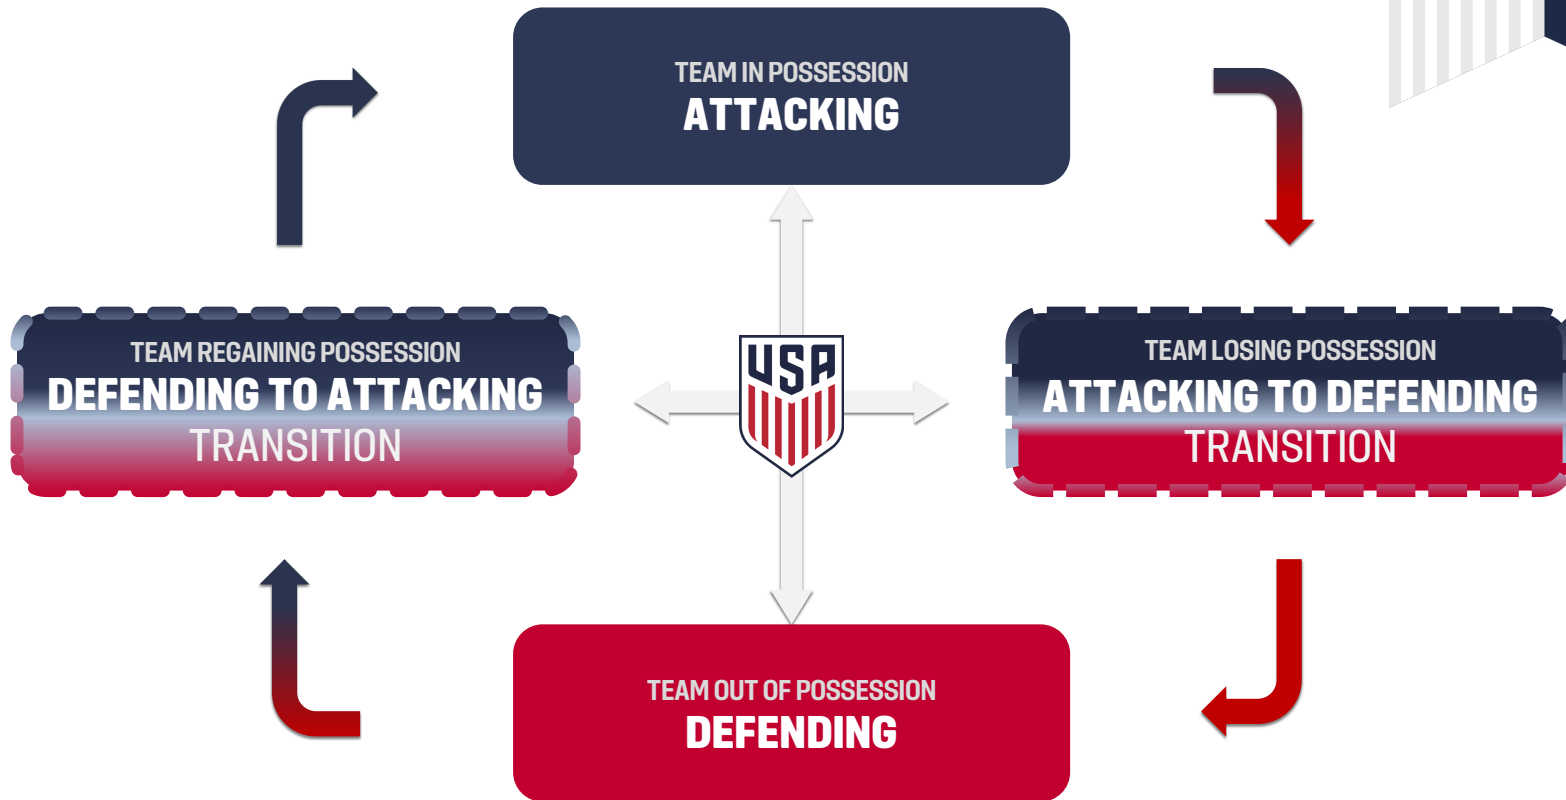 TEAM IN POSSESSION
ATTACKING
TEAM REGAINING POSSESSION
DEFENDING TO ATTACKING
TRANSITION
USA
TEAM LOSING POSSESSION
ATTACKING TO DEFENDING
TRANSITION
TEAM OUT OF POSSESSION
DEFENDING